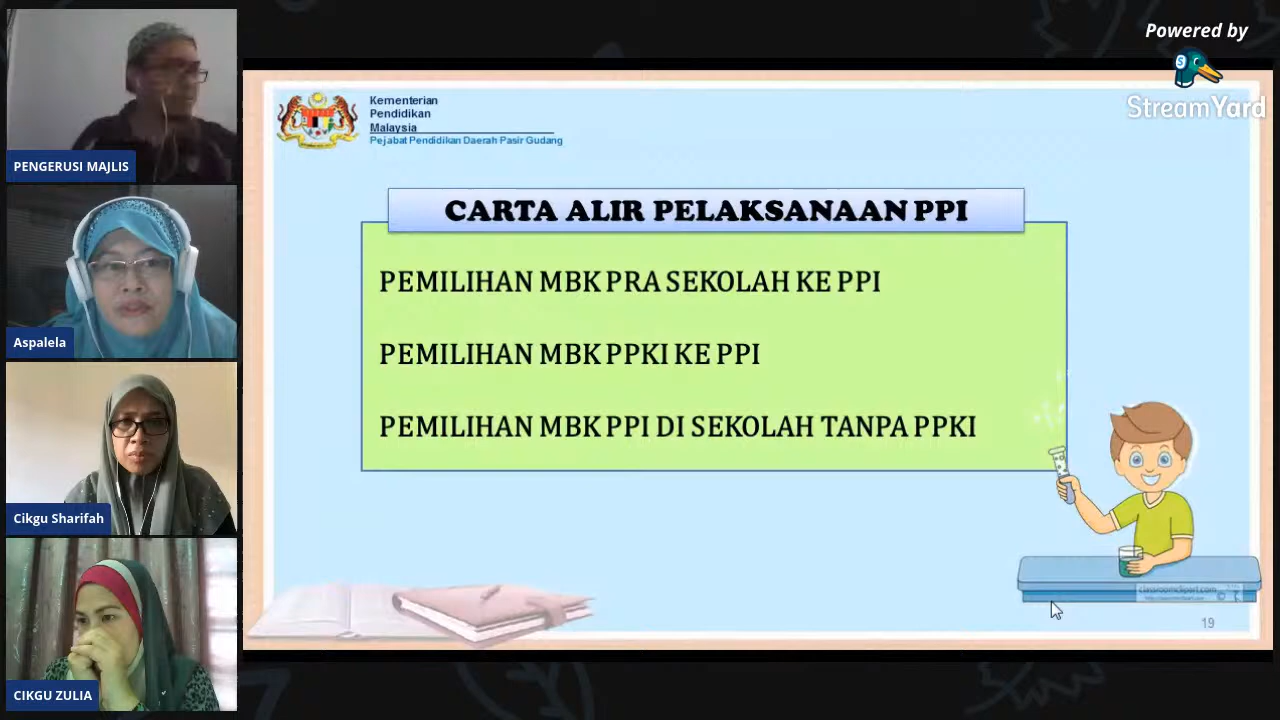 PENGERUSI MAJLIS
Aspalela
Cikgu Sharifah
CIKGU ZULIA
Powered by
StreamYard
Kementerian
Pendidikan
Malaysia
Pejabat Pendidikan Daerah Pasir Gudang
CARTA ALIR PELAKSANAAN PPI
PEMILIHAN MBK PRA SEKOLAH KE PPI
PEMILIHAN MBK PPKI KE PPI
PEMILIHAN MBK PPI DI SEKOLAH TANPA PPKI
classroomclipart.com
19